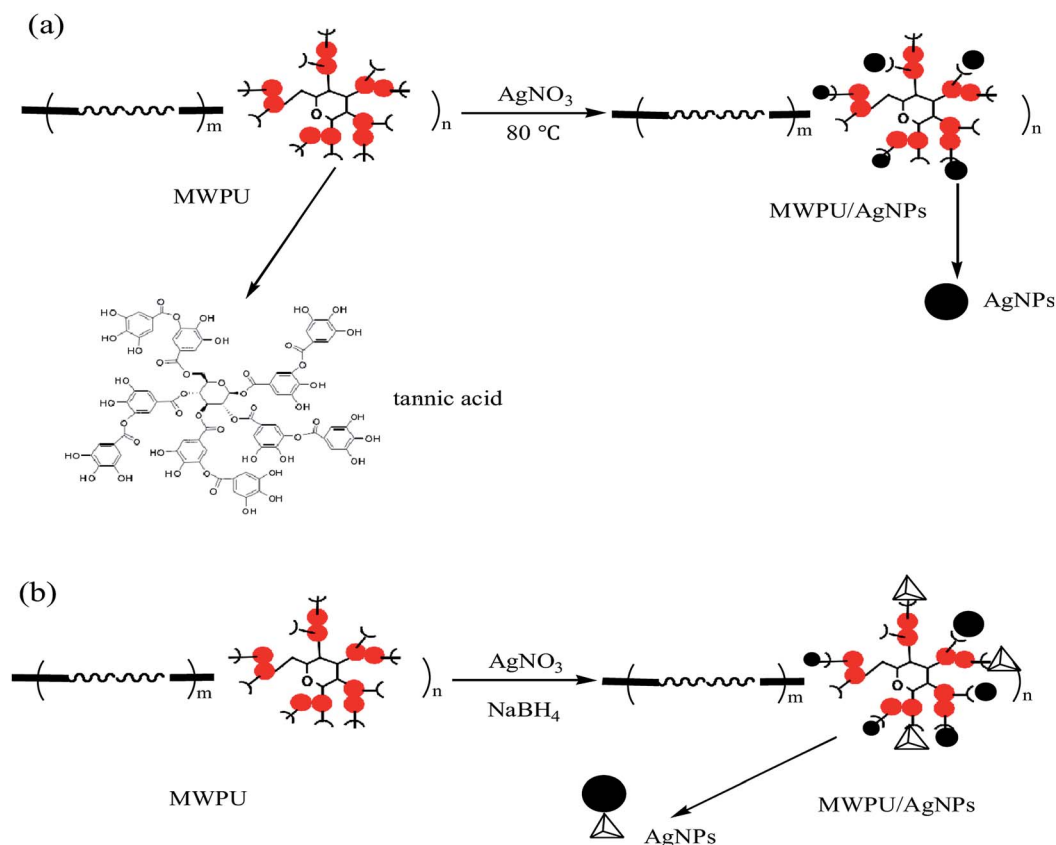 (a)
m
O
n
MWPU
AgNO3
80 ℃
m
O
n
MWPU/AgNPs
AgNPs
tannic acid
(b)
m
O
n
MWPU
AgNO3
NaBH4
m
O
n
MWPU/AgNPs
AgNPs